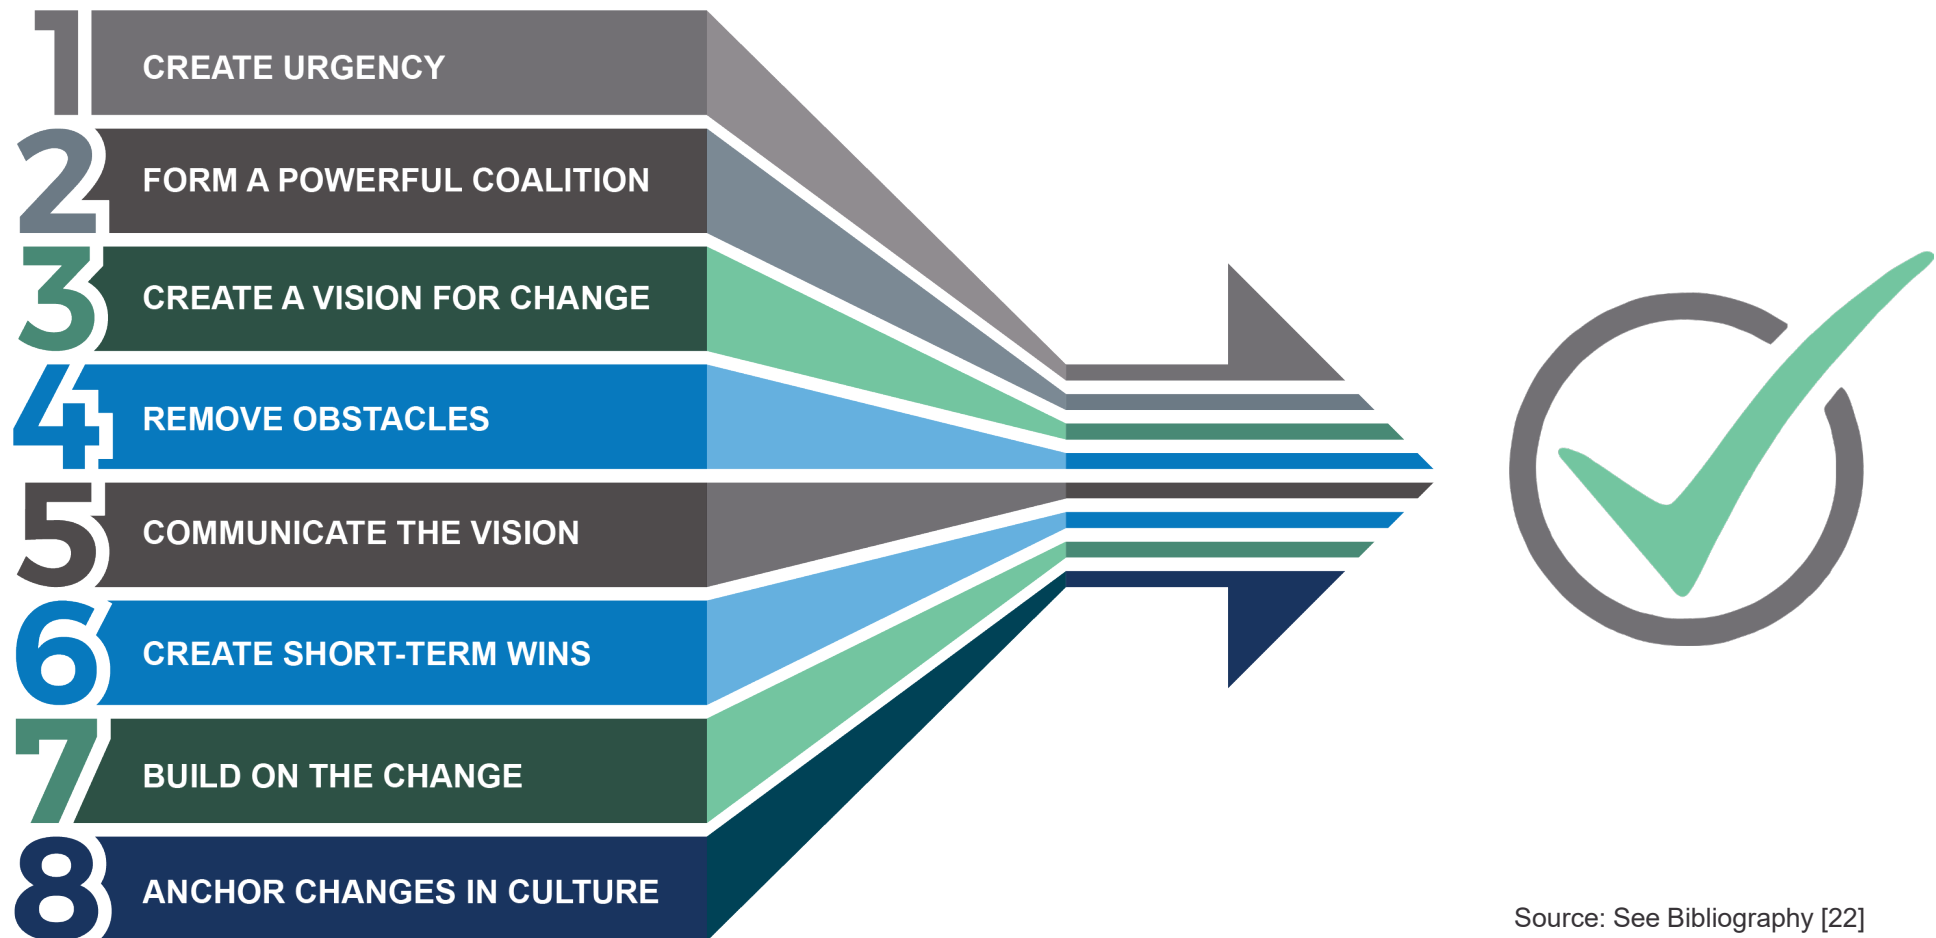 1 CREATE URGENCY
2 FORM A POWERFUL COALITION
3 CREATE A VISION FOR CHANGE
4 REMOVE OBSTACLES
5 COMMUNICATE THE VISION
6 CREATE SHORT-TERM WINS
7 BUILD ON THE CHANGE
8 ANCHOR CHANGES IN CULTURE
Source: See Bibliography [22]